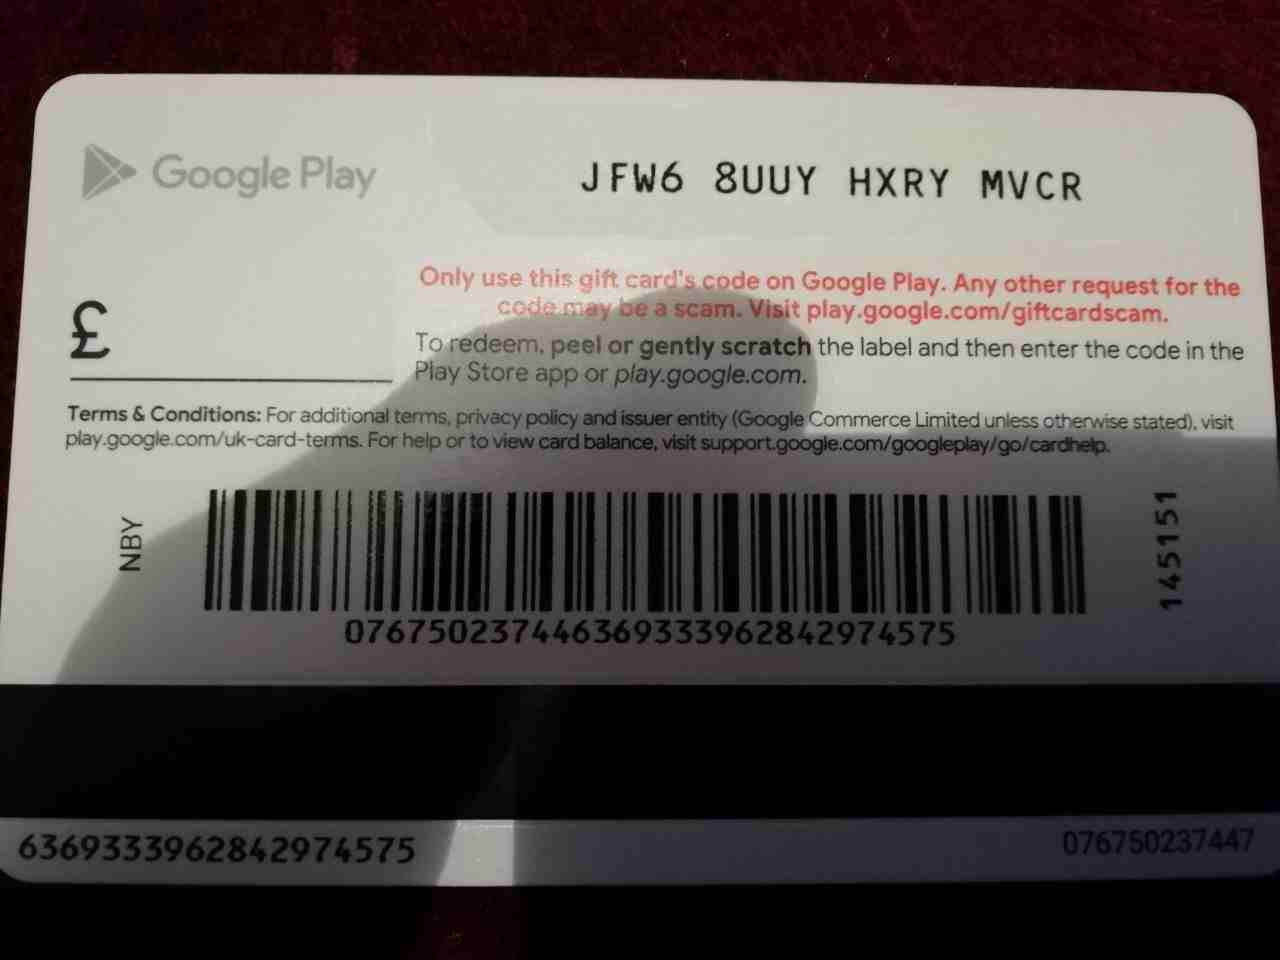 Google Play
JFW6 8UUY HXRY MVCR
Only use this gift card's code on Google Play. Any other request for the
code may be a scam. Visit play.google.com/giftcardscam.
£
To redeem, peel or gently scratch the label and then enter the code in the
Play Store app or play.google.com.
Terms & Conditions: For additional terms, privacy policy and issuer entity (Google Commerce Limited unless otherwise stated), visit
play.google.com/uk-card-terms. For help or to view card balance, visit support.google.com/googleplay/go/cardhelp.
NBY
145151
076750237446369333962842974575
6369333962842974575
076750237447